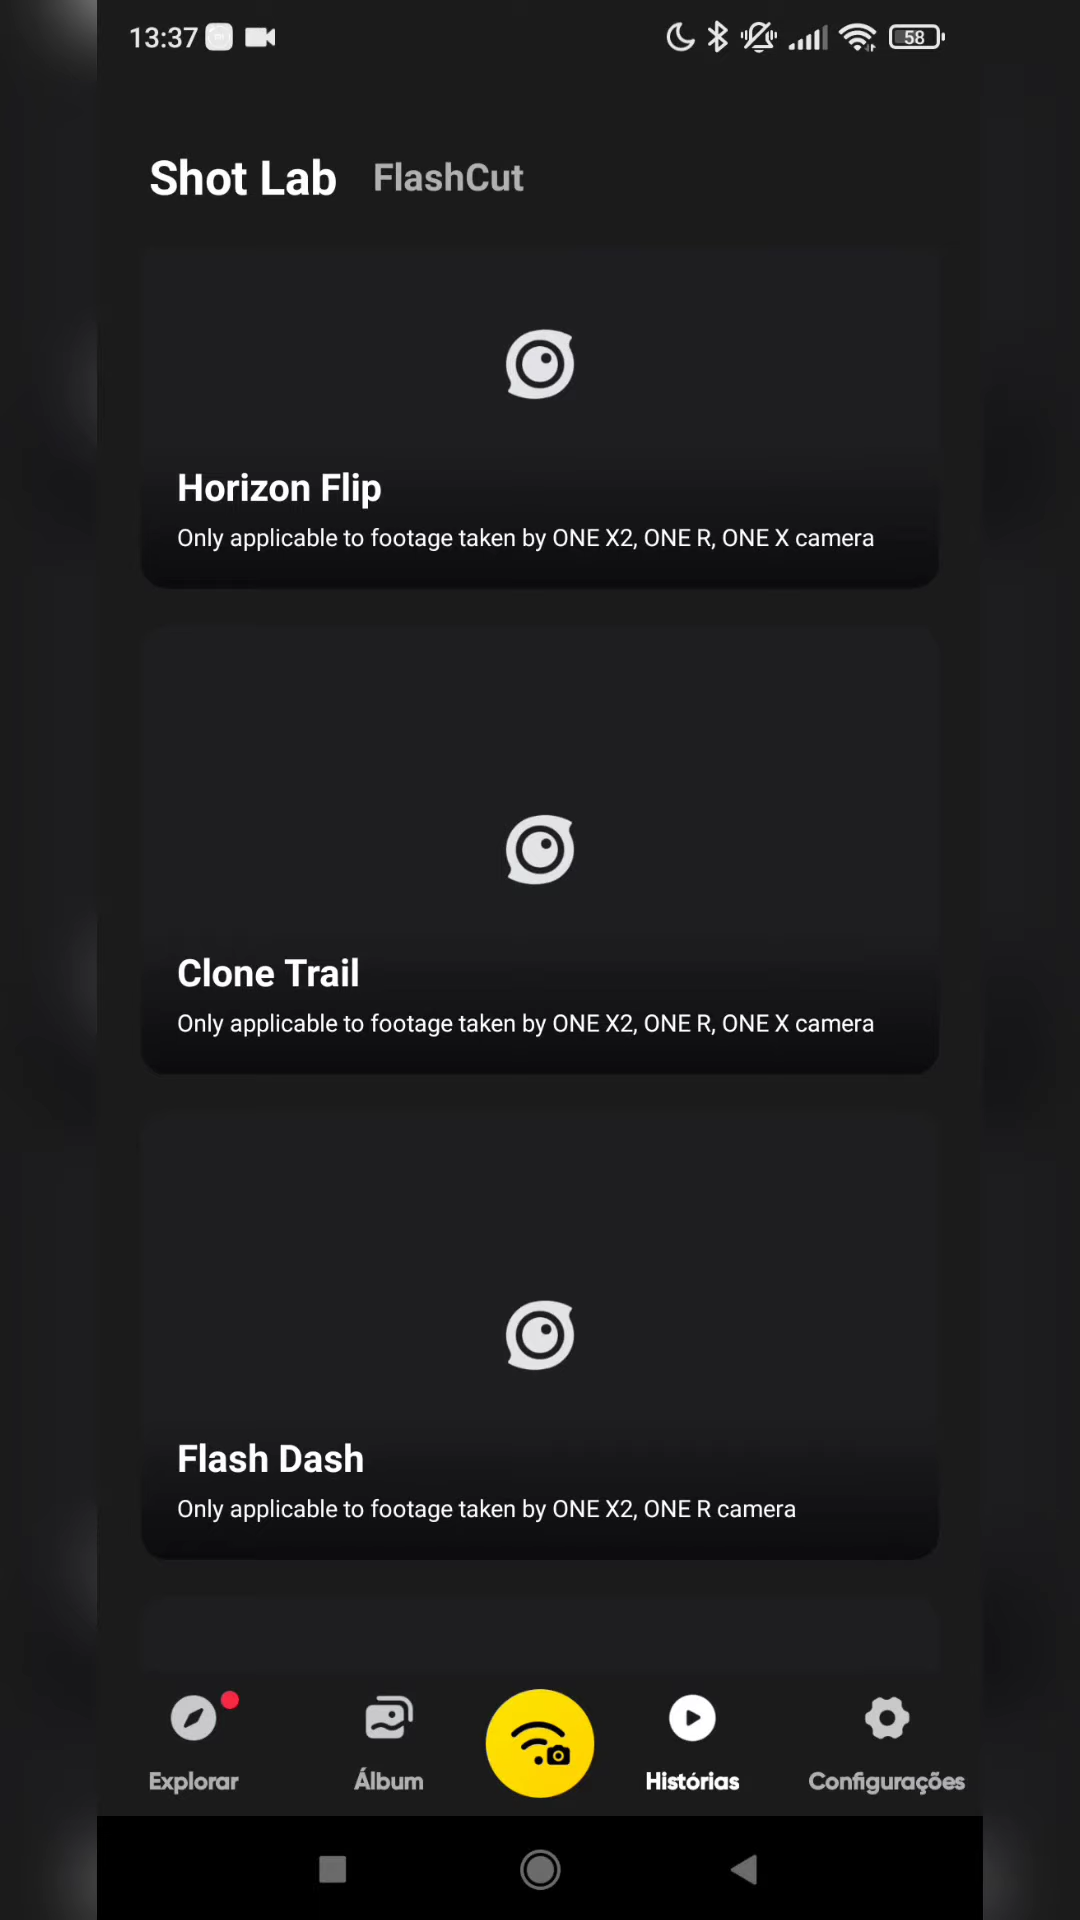 13:37
58
Shot Lab FlashCut
Horizon Flip
Only applicable to footage taken by ONE X2, ONE R, ONE X camera
Clone Trail
Only applicable to footage taken by ONE X2, ONE R, ONE X camera
Flash Dash
Only applicable to footage taken by ONE X2, ONE R camera
Explorar
Álbum
Histórias
Configurações